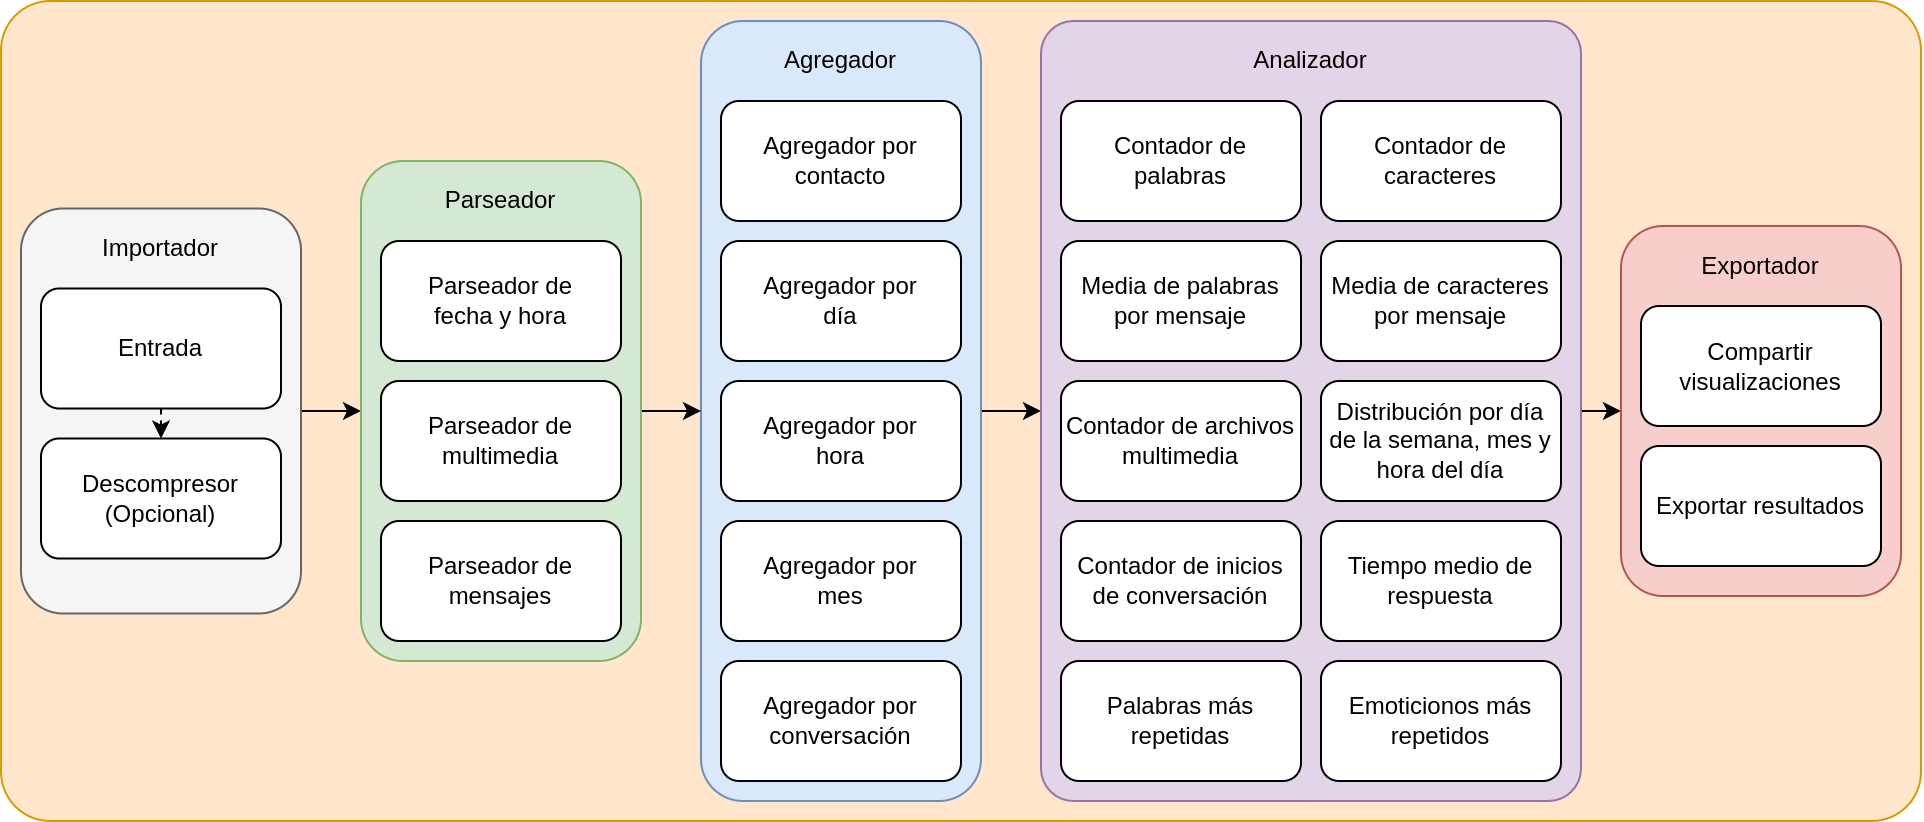 Importador
Entrada
Descompresor
(Opcional)
Parseador
Parseador de
fecha y hora
Parseador de
multimedia
Parseador de
mensajes
Agregador
Agregador por
contacto
Agregador por
día
Agregador por
hora
Agregador por
mes
Agregador por
conversación
Analizador
Contador de
palabras
Contador de
caracteres
Media de palabras
por mensaje
Media de caracteres
por mensaje
Contador de archivos
multimedia
Distribución por día
de la semana, mes y
hora del día
Contador de inicios
de conversación
Tiempo medio de
respuesta
Palabras más
repetidas
Emoticionos más
repetidos
Exportador
Compartir
visualizaciones
Exportar resultados